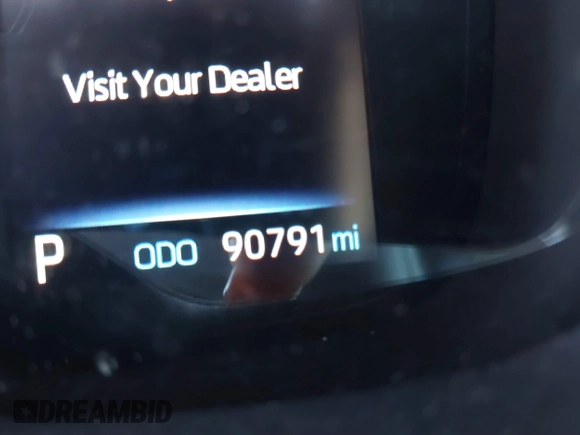 Visit Your Dealer
P ODO 90791 mi
DREAMBID